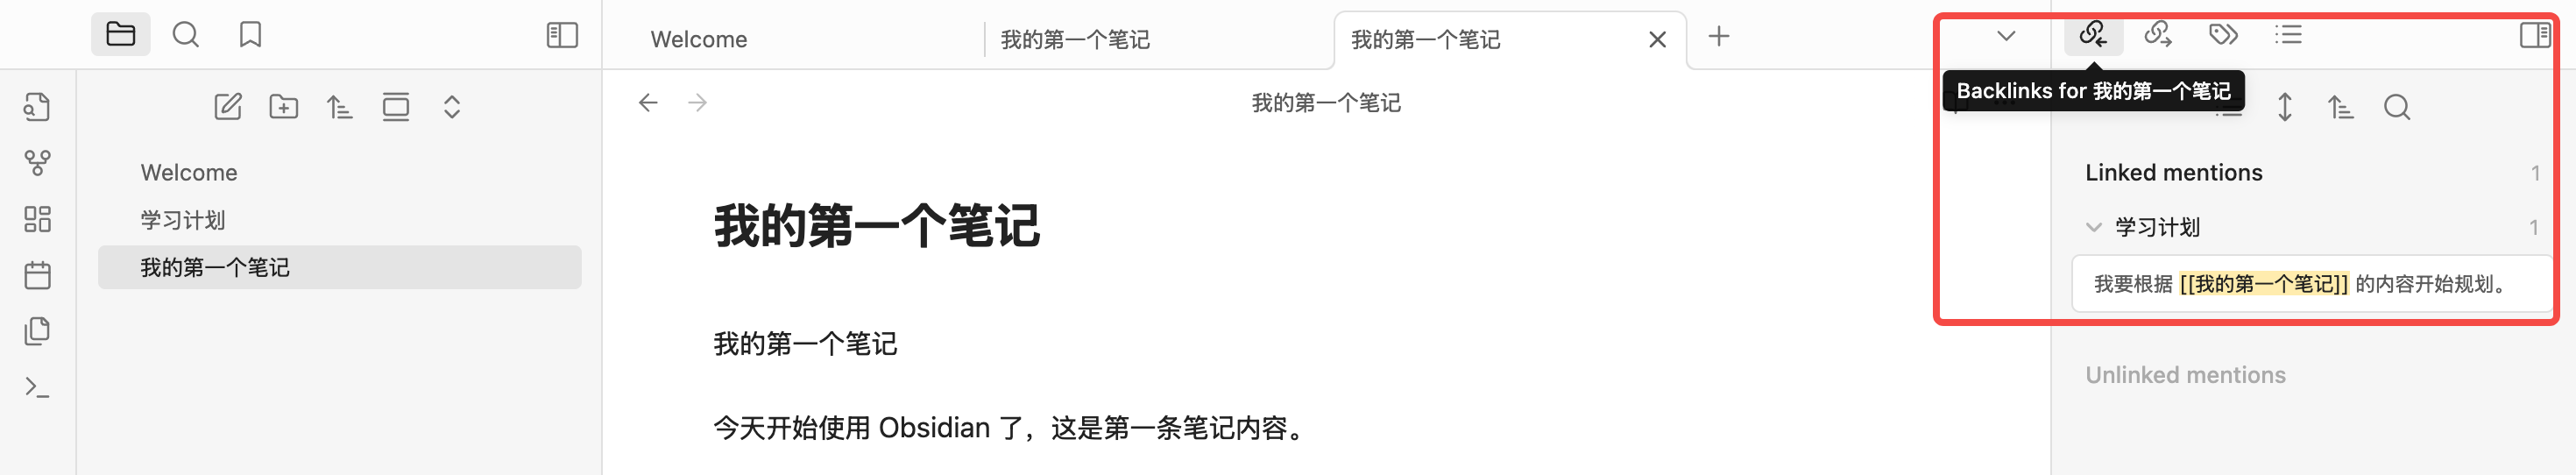 Welcome
我的第一个笔记
我的第一个笔记
Backlinks for 我的第一个笔记
我的第一个笔记
Welcome
学习计划
我的第一个笔记
我的第一个笔记
我的第一个笔记
今天开始使用 Obsidian 了，这是第一条笔记内容。
Linked mentions 1
学习计划 1
我要根据 [[我的第一个笔记]] 的内容开始规划。
Unlinked mentions